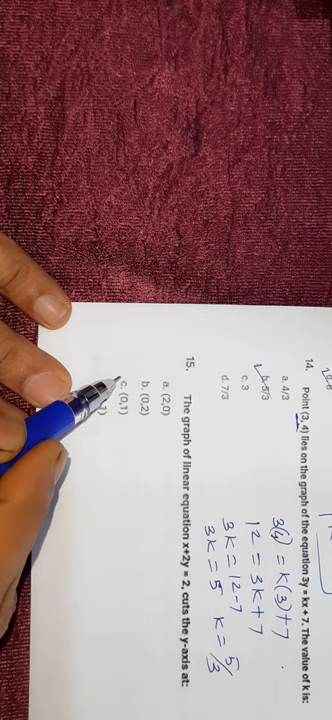 14. Point (3, 4) lies on the graph of the equation 3y = kx + 7. The value of k is:
a. 4/3
b. 5/3
c. 3
d. 7/3
3(4) = k(3)+7
12 = 3k+7
3k = 12-7
3k = 5 k = 5/3
15. The graph of linear equation x+2y = 2, cuts the y-axis at:
a. (2,0)
b. (0,2)
c. (0,1)